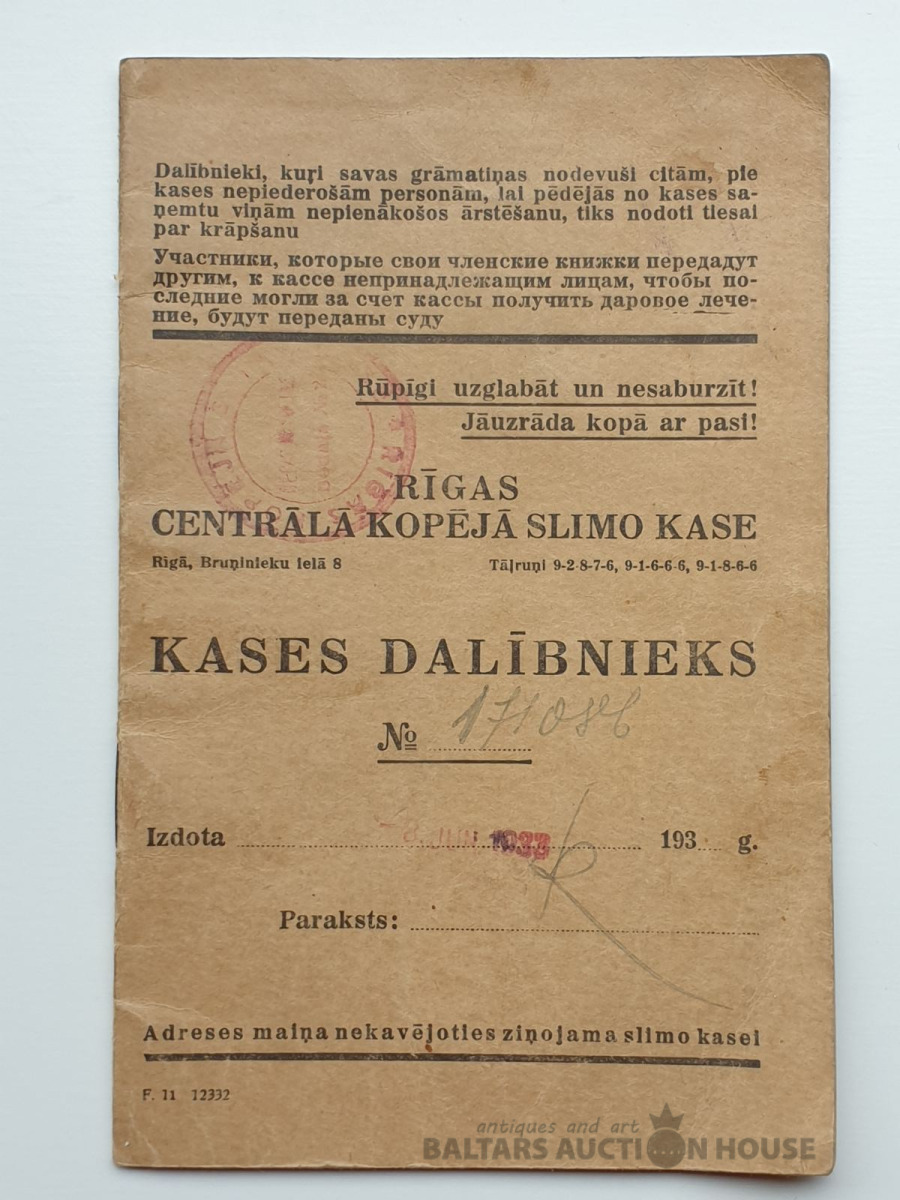 Dalībnieki, kuŗi savas grāmatiņas nodevuši citām, pie
kases nepiederošām personām, lai pēdējās no kases sa-
ņemtu viņām nepienākošos ārstēšanu, tiks nodoti tiesai
par krāpšanu
Участники, которые свои членские книжки передадут
другим, к кассе непринадлежащим лицам, чтобы по-
следние могли за счет кассы получить даровое лече-
ние, будут переданы суду
Rūpīgi uzglabāt un nesaburzīt!
Jāuzrāda kopā ar pasi!
RĪGAS
CENTRĀLĀ KOPĒJĀ SLIMO KASE
Rīgā, Bruņinieku ielā 8 Tāļruņi 9-2-8-7-6, 9-1-6-6-6, 9-1-8-6-6
KASES DALĪBNIEKS
№ 171086
Izdota 1933 193 g.
Paraksts:
Adreses maiņa nekavējoties ziņojama slimo kasei
F. 11 12332
antiques and art
BALTARS AUCTION HOUSE